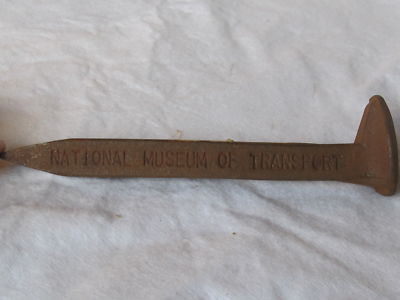 NATIONAL MUSEUM OF TRANSPORT